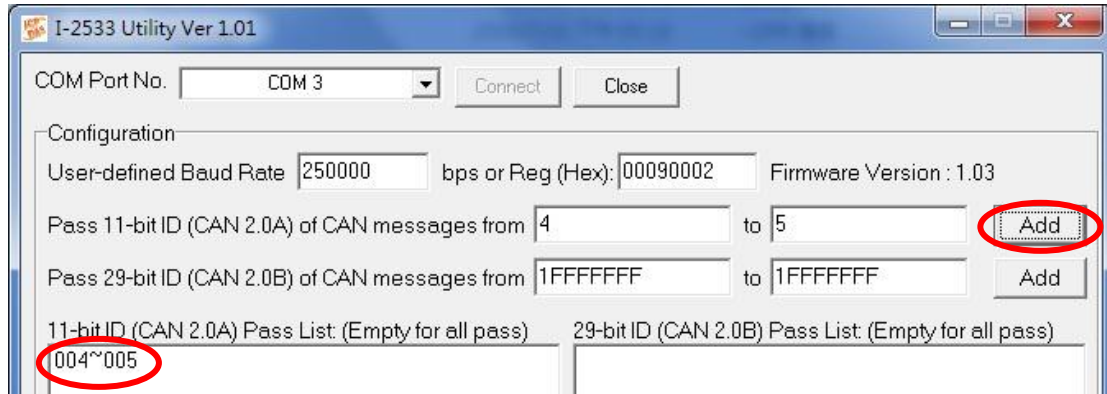 I-2533 Utility Ver 1.01
COM Port No. COM 3 Connect Close
Configuration
User-defined Baud Rate 250000 bps or Reg (Hex): 00090002 Firmware Version : 1.03
Pass 11-bit ID (CAN 2.0A) of CAN messages from 4 to 5 Add
Pass 29-bit ID (CAN 2.0B) of CAN messages from 1FFFFFFF to 1FFFFFFF Add
11-bit ID (CAN 2.0A) Pass List: (Empty for all pass) 29-bit ID (CAN 2.0B) Pass List: (Empty for all pass)
004~005